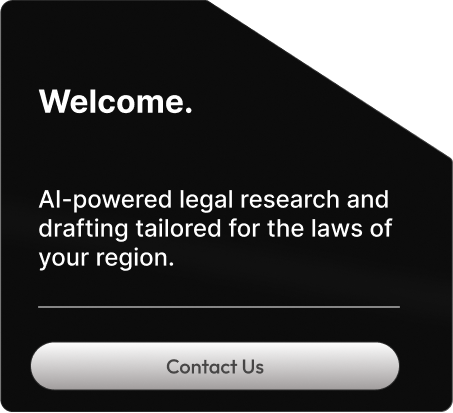 Welcome.
AI-powered legal research and
drafting tailored for the laws of
your region.
Contact Us